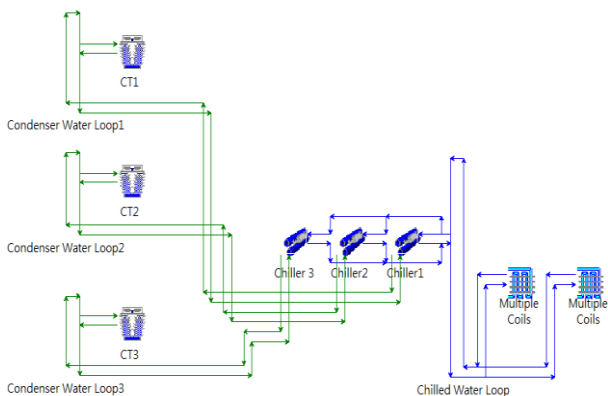 CT1
Condenser Water Loop1
CT2
Condenser Water Loop2
Chiller 3
Chiller2
Chiller1
Multiple
Coils
Multiple
Coils
CT3
Condenser Water Loop3
Chilled Water Loop